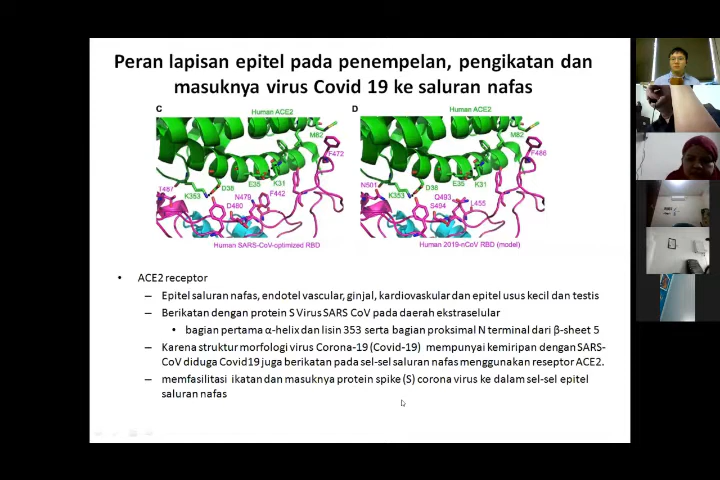 Peran lapisan epitel pada penempelan, pengikatan dan
masuknya virus Covid 19 ke saluran nafas
C
Human ACE2
M82
F472
T487
K353
D38
E35
K31
N479
F442
D480
Human SARS-CoV-optimized RBD
D
Human ACE2
M82
F486
N501
K353
D38
E35
K31
Q493
L455
S494
Human 2019-nCoV RBD (model)
• ACE2 receptor
– Epitel saluran nafas, endotel vascular, ginjal, kardiovaskular dan epitel usus kecil dan testis
– Berikatan dengan protein S Virus SARS CoV pada daerah ekstraselular
• bagian pertama α-helix dan lisin 353 serta bagian proksimal N terminal dari β-sheet 5
– Karena struktur morfologi virus Corona-19 (Covid-19) mempunyai kemiripan dengan SARS-
CoV diduga Covid19 juga berikatan pada sel-sel saluran nafas menggunakan reseptor ACE2.
– memfasilitasi ikatan dan masuknya protein spike (S) corona virus ke dalam sel-sel epitel
saluran nafas